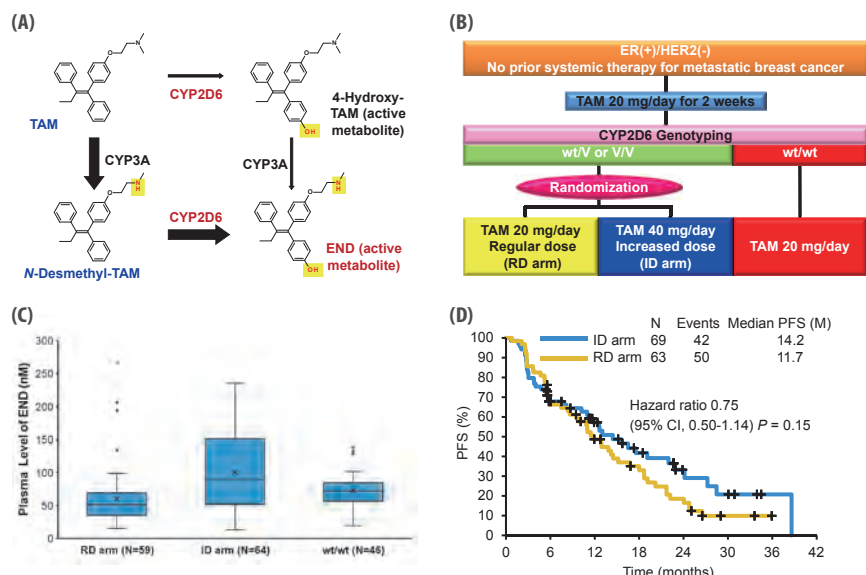 (A)
CYP2D6
TAM
4-Hydroxy-
TAM (active
metabolite)
OH
CYP3A
CYP3A
N
H
N
H
CYP2D6
N-Desmethyl-TAM
END (active
metabolite)
OH
(B)
ER(+)/HER2(-)
No prior systemic therapy for metastatic breast cancer
TAM 20 mg/day for 2 weeks
CYP2D6 Genotyping
wt/V or V/V
wt/wt
Randomization
TAM 20 mg/day
Regular dose
(RD arm)
TAM 40 mg/day
Increased dose
(ID arm)
TAM 20 mg/day
(C)
Plasma Level of END (nM)
300
250
200
150
100
50
0
RD arm (N=59)
ID arm (N=64)
wt/wt (N=46)
(D)
N Events Median PFS (M)
ID arm 69 42 14.2
RD arm 63 50 11.7
Hazard ratio 0.75
(95% CI, 0.50-1.14) P = 0.15
PFS (%)
100
90
80
70
60
50
40
30
20
10
0
0 6 12 18 24 30 36 42
Time (months)